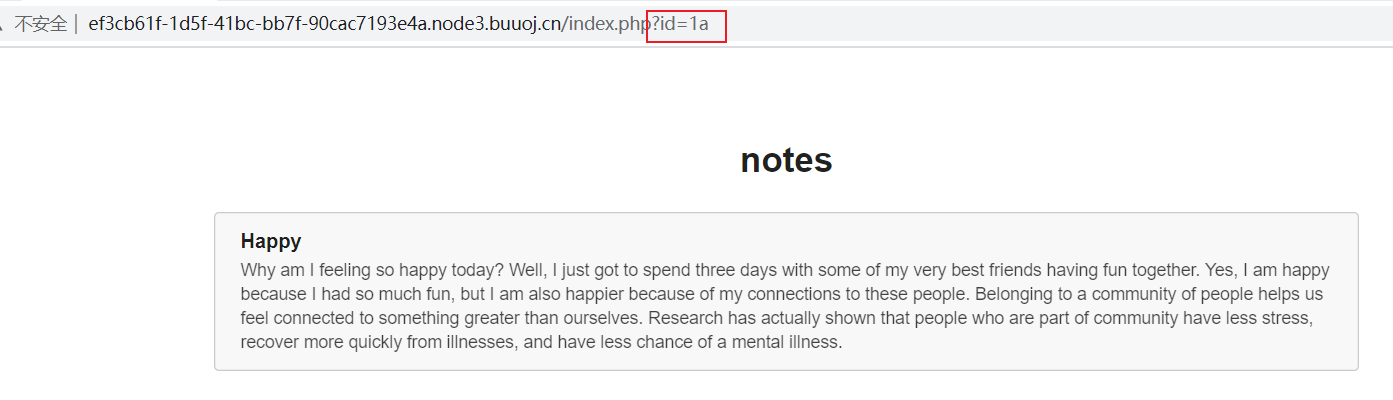 不安全 | ef3cb61f-1d5f-41bc-bb7f-90cac7193e4a.node3.buuoj.cn/index.php?id=1a
notes
Happy
Why am I feeling so happy today? Well, I just got to spend three days with some of my very best friends having fun together. Yes, I am happy
because I had so much fun, but I am also happier because of my connections to these people. Belonging to a community of people helps us
feel connected to something greater than ourselves. Research has actually shown that people who are part of community have less stress,
recover more quickly from illnesses, and have less chance of a mental illness.